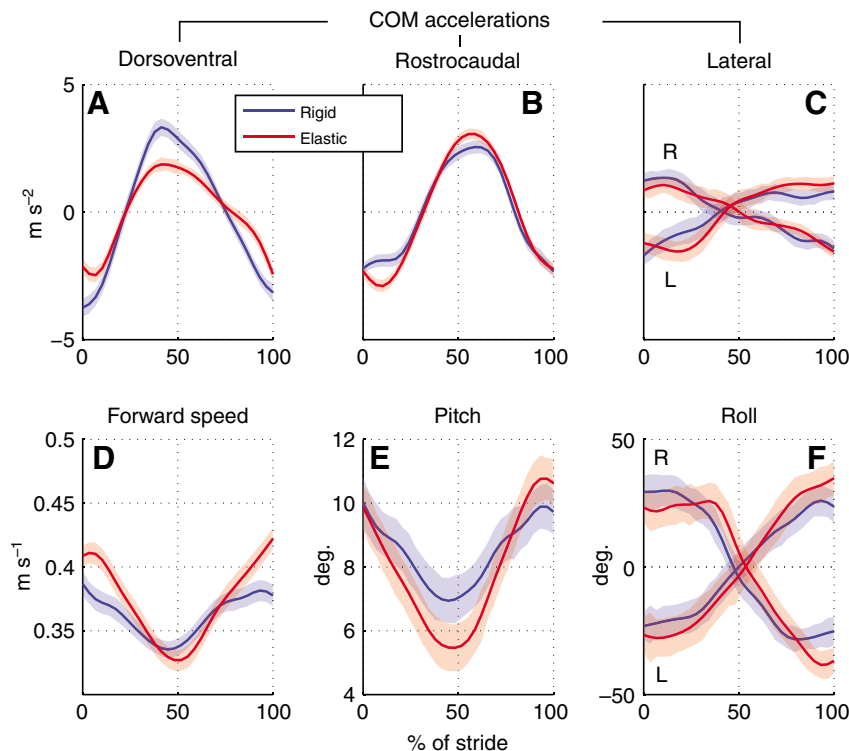 COM accelerations
Dorsoventral
Rostrocaudal
Lateral
A
B
C
Rigid
Elastic
R
L
m s−2
5
0
−5
0 50 100
0 50 100
0 50 100
Forward speed
Pitch
Roll
D
E
F
R
L
m s−1
0.5
0.45
0.4
0.35
deg.
12
10
8
6
4
deg.
50
0
−50
0 50 100
0 50 100
0 50 100
% of stride